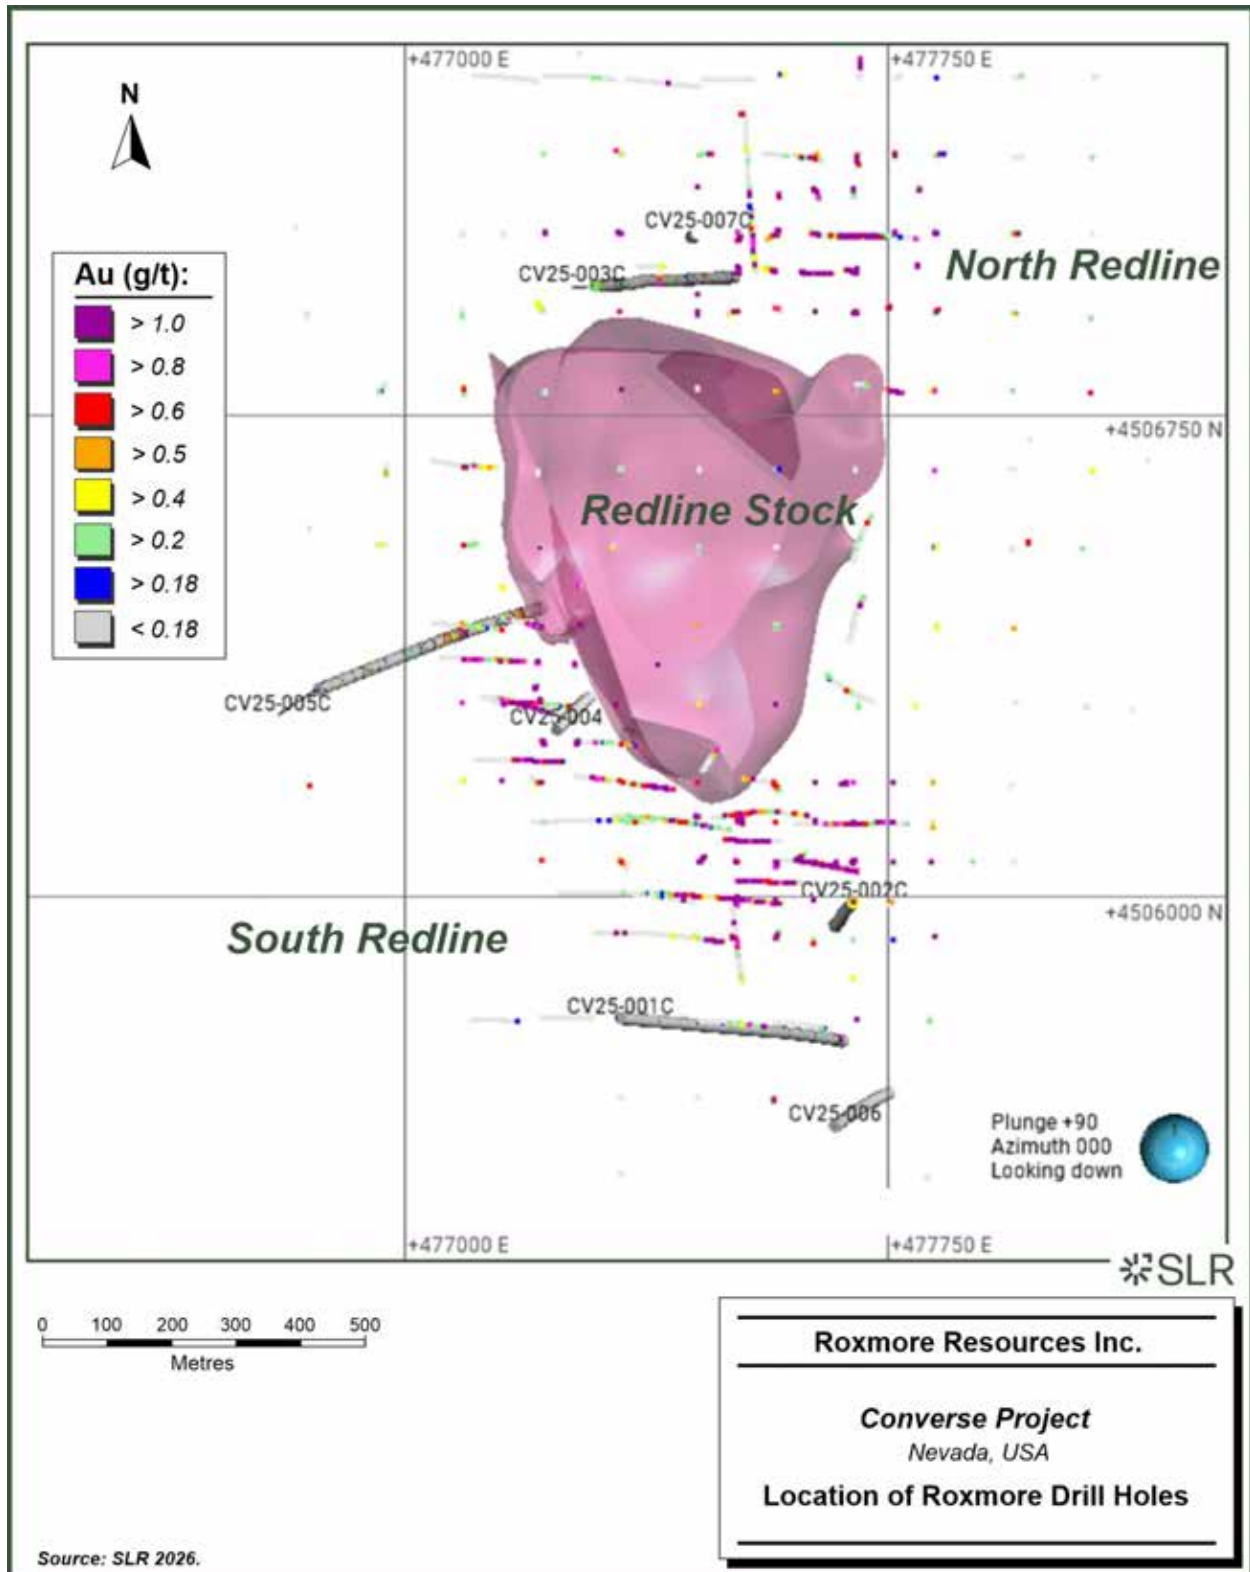 +477000 E
+477750 E
N
CV25-007C
North Redline
CV25-003C
Au (g/t):
> 1.0
> 0.8
> 0.6
> 0.5
> 0.4
> 0.2
> 0.18
< 0.18
+4506750 N
Redline Stock
CV25-005C
CV25-004
CV25-002C
+4506000 N
South Redline
CV25-001C
CV25-006
Plunge +90
Azimuth 000
Looking down
+477000 E
+477750 E
SLR
0 100 200 300 400 500
Metres
Roxmore Resources Inc.
Converse Project
Nevada, USA
Location of Roxmore Drill Holes
Source: SLR 2026.